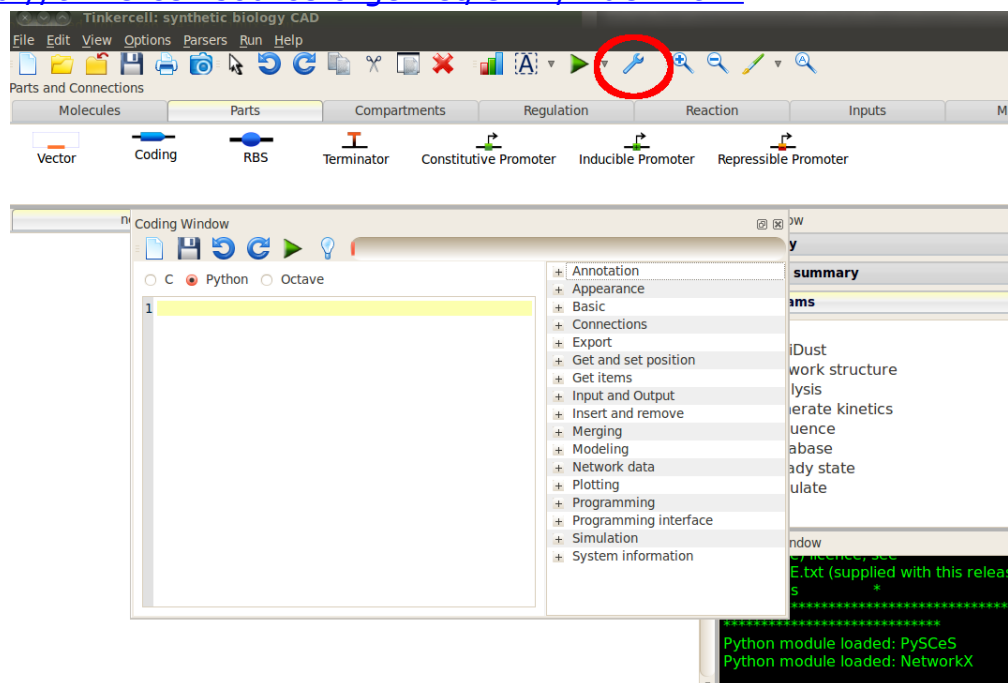 Tinkercell: synthetic biology CAD
File Edit View Options Parsers Run Help
Parts and Connections
Molecules Parts Compartments Regulation Reaction Inputs M
Vector Coding RBS Terminator Constitutive Promoter Inducible Promoter Repressible Promoter
Coding Window
C Python Octave
1
Annotation
Appearance
Basic
Connections
Export
Get and set position
Get items
Input and Output
Insert and remove
Merging
Modeling
Network data
Plotting
Programming
Programming interface
Simulation
System information
ow
y
summary
ams
iDust
work structure
lysis
erate kinetics
uence
abase
ady state
ulate
ndow
E.txt (supplied with this releas
s *
*****************************
Python module loaded: PySCeS
Python module loaded: NetworkX